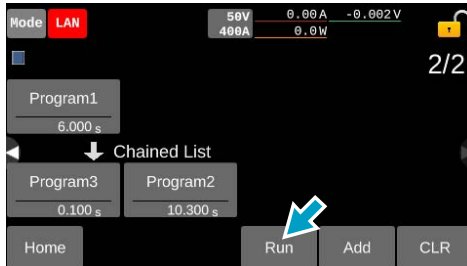 Mode LAN 50V 400A 0.00A -0.002V 0.0W
2/2
Program1
6.000 s
Chained List
Program3 Program2
0.100 s 10.300 s
Home Run Add CLR